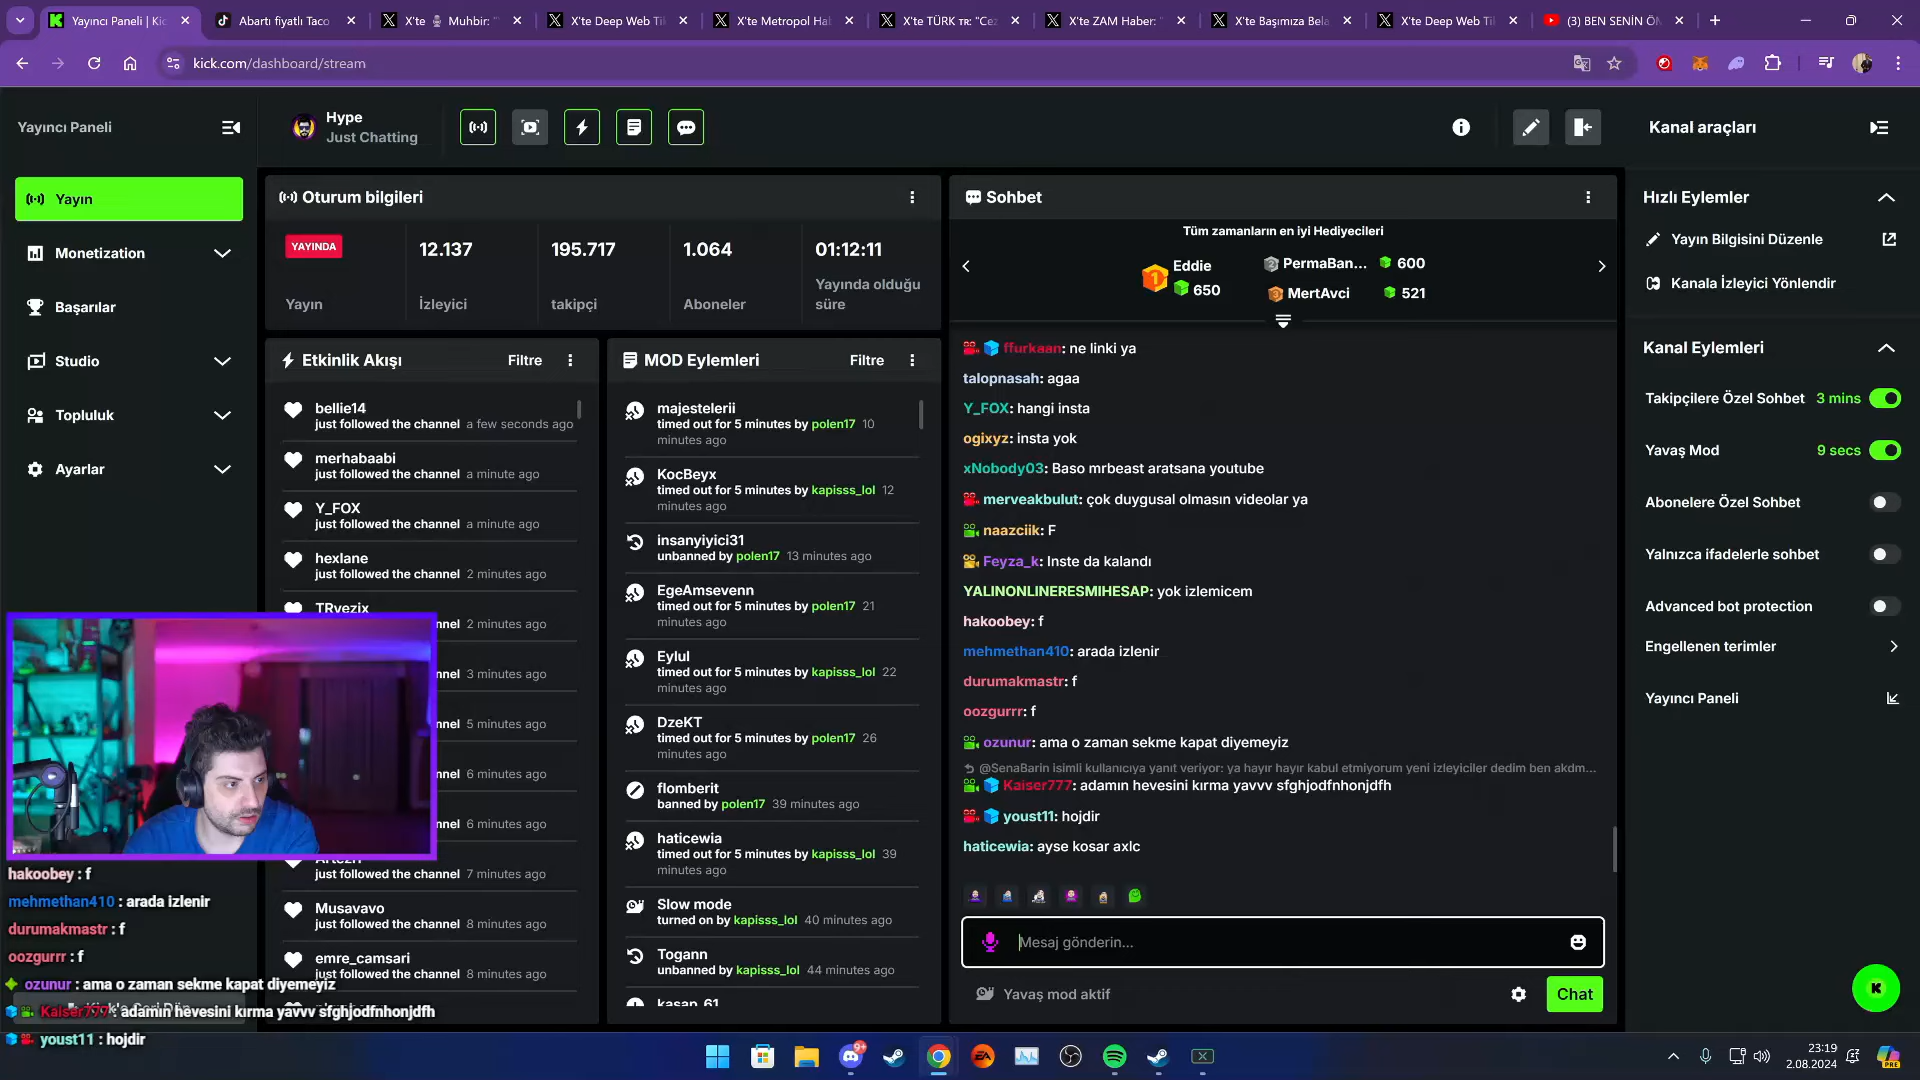 Yayıncı Paneli | Kic
Abartı fiyatlı Taco
X'te 🎙 Muhbir: "
X'te Deep Web Tü
X'te Metropol Hab
X'te TÜRK ᴛʀ: "Cez
X'te ZAM Haber: "
X'te Başımıza Bela
X'te Deep Web Tü
(3) BEN SENİN ÖN
kick.com/dashboard/stream
Yayıncı Paneli
Hype
Just Chatting
Kanal araçları
Yayın
Monetization
Başarılar
Studio
Topluluk
Ayarlar
Oturum bilgileri
YAYINDA
Yayın
12.137
İzleyici
195.717
takipçi
1.064
Aboneler
01:12:11
Yayında olduğu
süre
Etkinlik Akışı
Filtre
bellie14
just followed the channel a few seconds ago
merhabaabi
just followed the channel a minute ago
Y_FOX
just followed the channel a minute ago
hexlane
just followed the channel 2 minutes ago
TRvezix
nnel 2 minutes ago
nnel 3 minutes ago
nnel 5 minutes ago
nnel 6 minutes ago
nnel 6 minutes ago
just followed the channel 7 minutes ago
Musavavo
just followed the channel 8 minutes ago
emre_camsari
just followed the channel 8 minutes ago
MOD Eylemleri
Filtre
majestelerii
timed out for 5 minutes by polen17 10
minutes ago
KocBeyx
timed out for 5 minutes by kapisss_lol 12
minutes ago
insanyiyici31
unbanned by polen17 13 minutes ago
EgeAmsevenn
timed out for 5 minutes by polen17 21
minutes ago
Eylul
timed out for 5 minutes by kapisss_lol 22
minutes ago
DzeKT
timed out for 5 minutes by polen17 26
minutes ago
flomberit
banned by polen17 39 minutes ago
haticewia
timed out for 5 minutes by kapisss_lol 39
minutes ago
Slow mode
turned on by kapisss_lol 40 minutes ago
Togann
unbanned by kapisss_lol 44 minutes ago
kasap_61
Sohbet
Tüm zamanların en iyi Hediyecileri
1 Eddie
650
2 PermaBan... 600
3 MertAvci 521
ffurkaan: ne linki ya
talopnasah: agaa
Y_FOX: hangi insta
ogixyz: insta yok
xNobody03: Baso mrbeast aratsana youtube
merveakbulut: çok duygusal olmasın videolar ya
naazciik: F
Feyza_k: Inste da kalandı
YALINONLINERESMIHESAP: yok izlemicem
hakoobey: f
mehmethan410: arada izlenir
durumakmastr: f
oozgurrr: f
ozunur: ama o zaman sekme kapat diyemeyiz
@SenaBarin isimli kullanıcıya yanıt veriyor: ya hayır hayır kabul etmiyorum yeni izleyiciler dedim ben akdm...
Kaiser777: adamın hevesini kırma yavvv sfghjodfnhonjdfh
youst11: hojdir
haticewia: ayse kosar axlc
Mesaj gönderin...
Yavaş mod aktif
Chat
Hızlı Eylemler
Yayın Bilgisini Düzenle
Kanala İzleyici Yönlendir
Kanal Eylemleri
Takipçilere Özel Sohbet 3 mins
Yavaş Mod 9 secs
Abonelere Özel Sohbet
Yalnızca ifadelerle sohbet
Advanced bot protection
Engellenen terimler
Yayıncı Paneli
hakoobey : f
mehmethan410 : arada izlenir
durumakmastr : f
oozgurrr : f
ozunur : ama o zaman sekme kapat diyemeyiz
Kaiser777 : adamın hevesini kırma yavvv sfghjodfnhonjdfh
youst11 : hojdir
9+
23:19
2.08.2024